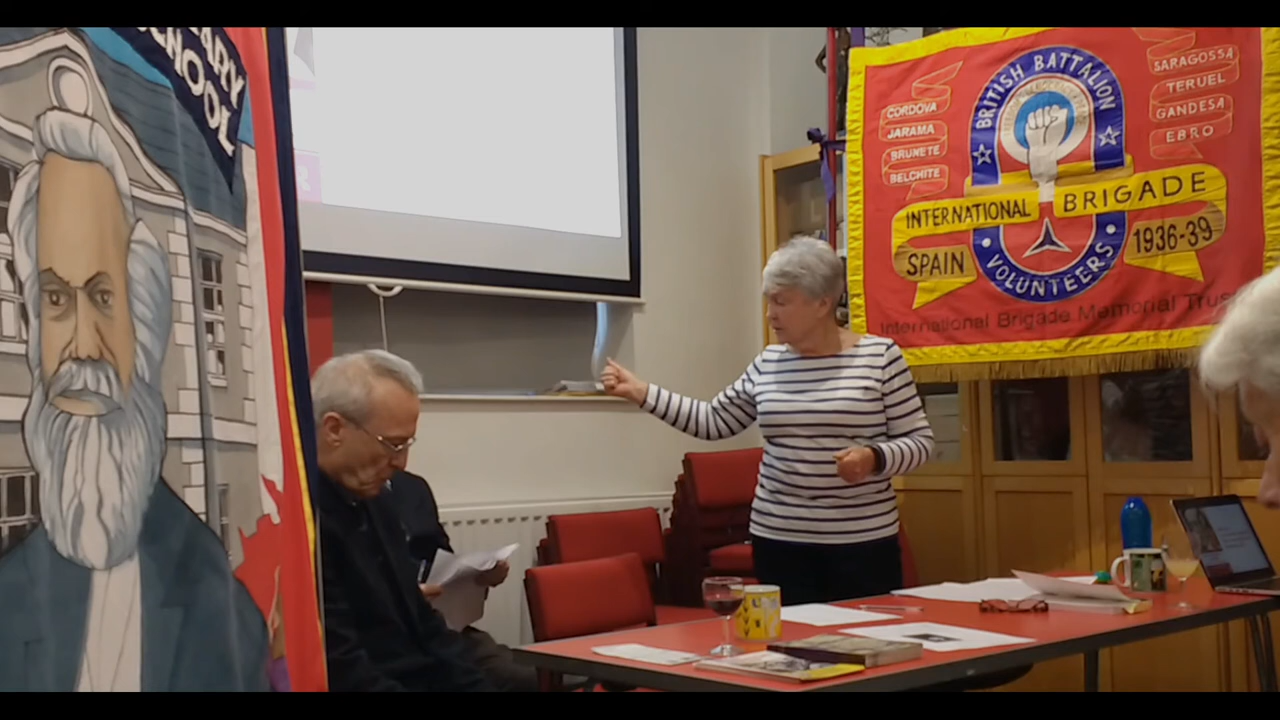 SCHOOL
CORDOVA
JARAMA
BRUNETE
BELCHITE
BRITISH BATTALION
SARAGOSSA
TERUEL
GANDESA
EBRO
INTERNATIONAL BRIGADE
SPAIN
1936-39
VOLUNTEERS
International Brigade Memorial